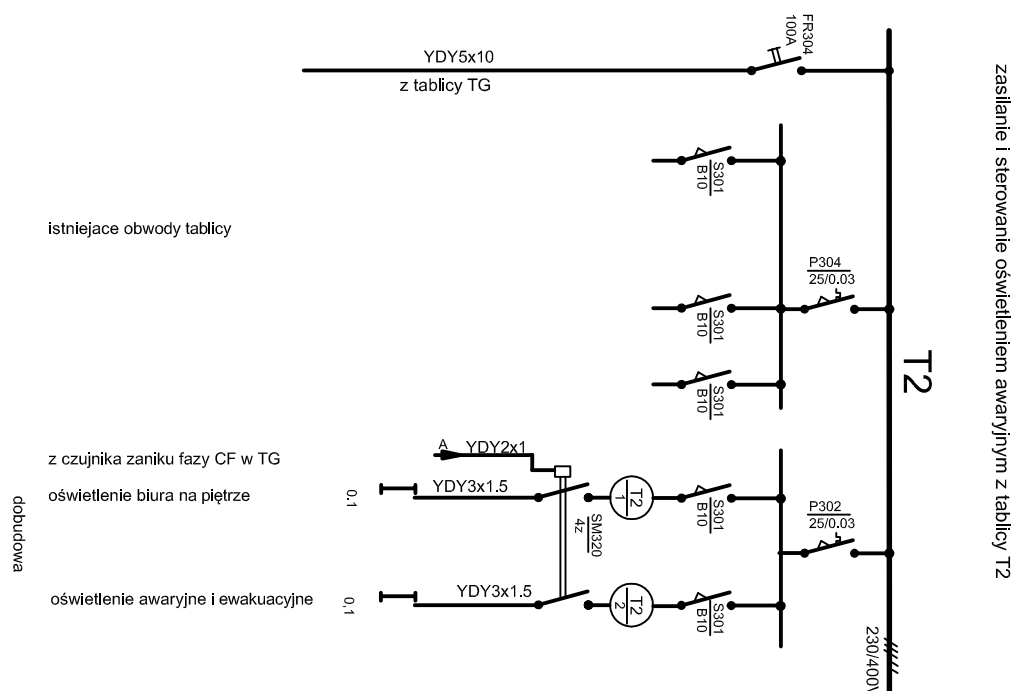 zasilanie i sterowanie oświetleniem awaryjnym z tablicy T2
FR304
100A
YDY5x10
z tablicy TG
S301
B10
istniejace obwody tablicy
P304
25/0.03
S301
B10
S301
B10
T2
z czujnika zaniku fazy CF w TG
A
YDY2x1
oświetlenie biura na piętrze
0.1
YDY3x1.5
T2
1
S301
B10
SM320
4z
P302
25/0.03
dobudowa
oświetlenie awaryjne i ewakuacyjne
0,1
YDY3x1.5
T2
2
S301
B10
230/400V